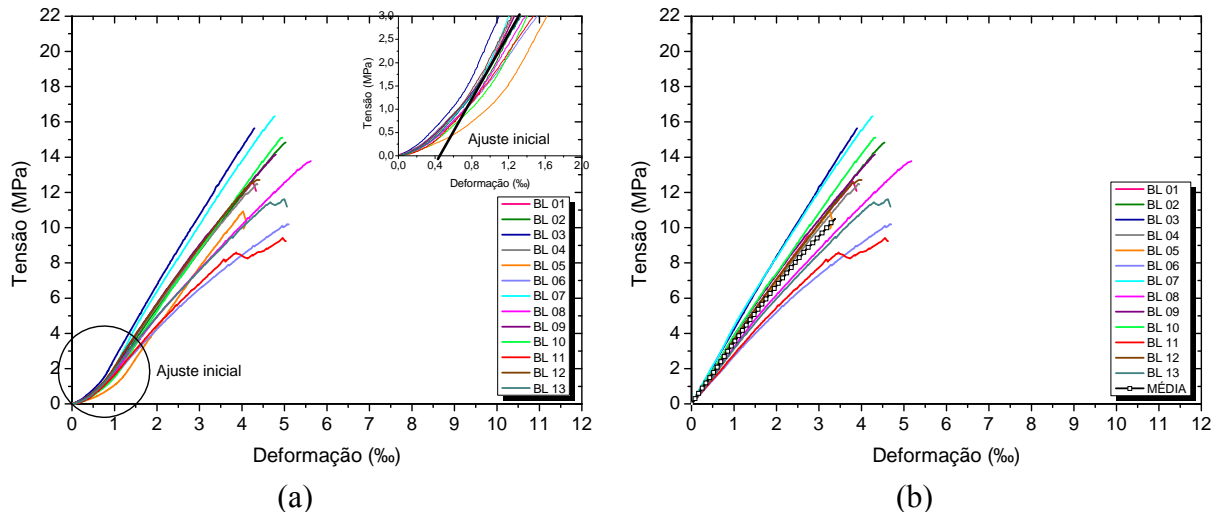 22
20
18
16
14
12
10
8
6
4
2
0
Tensão (MPa)
0 1 2 3 4 5 6 7 8 9 10 11 12
Deformação (‰)
3,0
2,5
2,0
1,5
1,0
0,5
0,0
Tensão (MPa)
0,0 0,4 0,8 1,2 1,6 2,0
Deformação (‰)
Ajuste inicial
Ajuste inicial
BL 01
BL 02
BL 03
BL 04
BL 05
BL 06
BL 07
BL 08
BL 09
BL 10
BL 11
BL 12
BL 13
(a)
22
20
18
16
14
12
10
8
6
4
2
0
Tensão (MPa)
0 1 2 3 4 5 6 7 8 9 10 11 12
Deformação (‰)
BL 01
BL 02
BL 03
BL 04
BL 05
BL 06
BL 07
BL 08
BL 09
BL 10
BL 11
BL 12
BL 13
MÉDIA
(b)